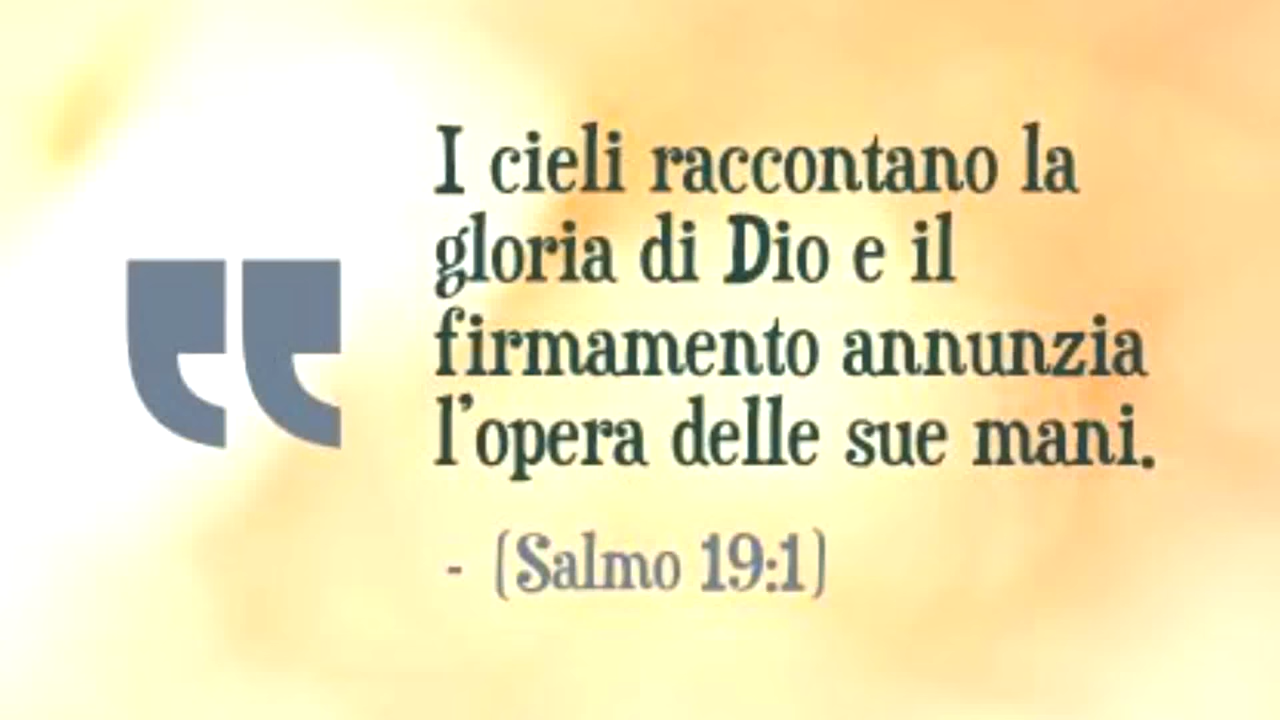 I cieli raccontano la
gloria di Dio e il
firmamento annunzia
l'opera delle sue mani.
- (Salmo 19:1)